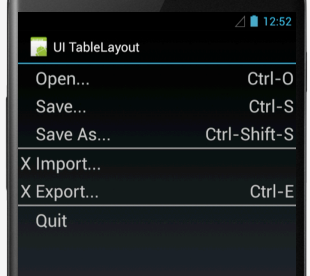 12:52
UI TableLayout
Open... Ctrl-O
Save... Ctrl-S
Save As... Ctrl-Shift-S
X Import...
X Export... Ctrl-E
Quit